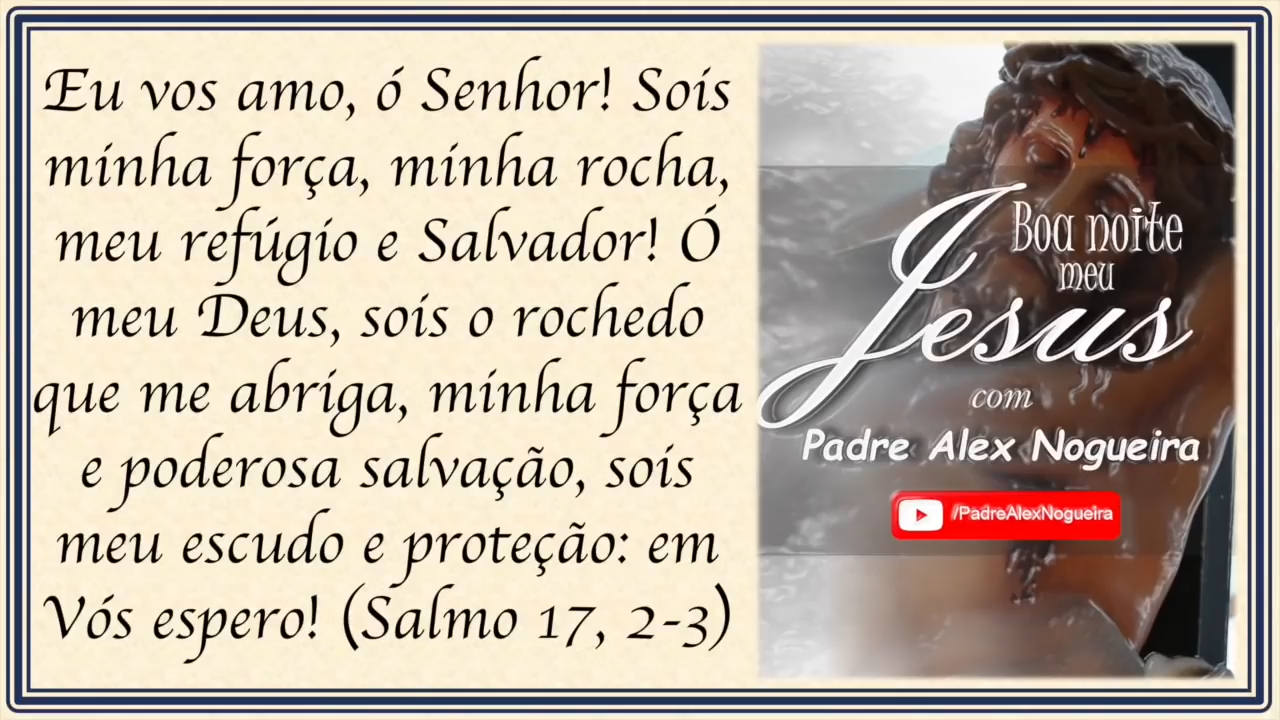 Eu vos amo, ó Senhor! Sois
minha força, minha rocha,
meu refúgio e Salvador! Ó
meu Deus, sois o rochedo
que me abriga, minha força
e poderosa salvação, sois
meu escudo e proteção: em
Vós espero! (Salmo 17, 2-3)
Boa noite
meu
Jesus
com
Padre Alex Nogueira
/PadreAlexNogueira